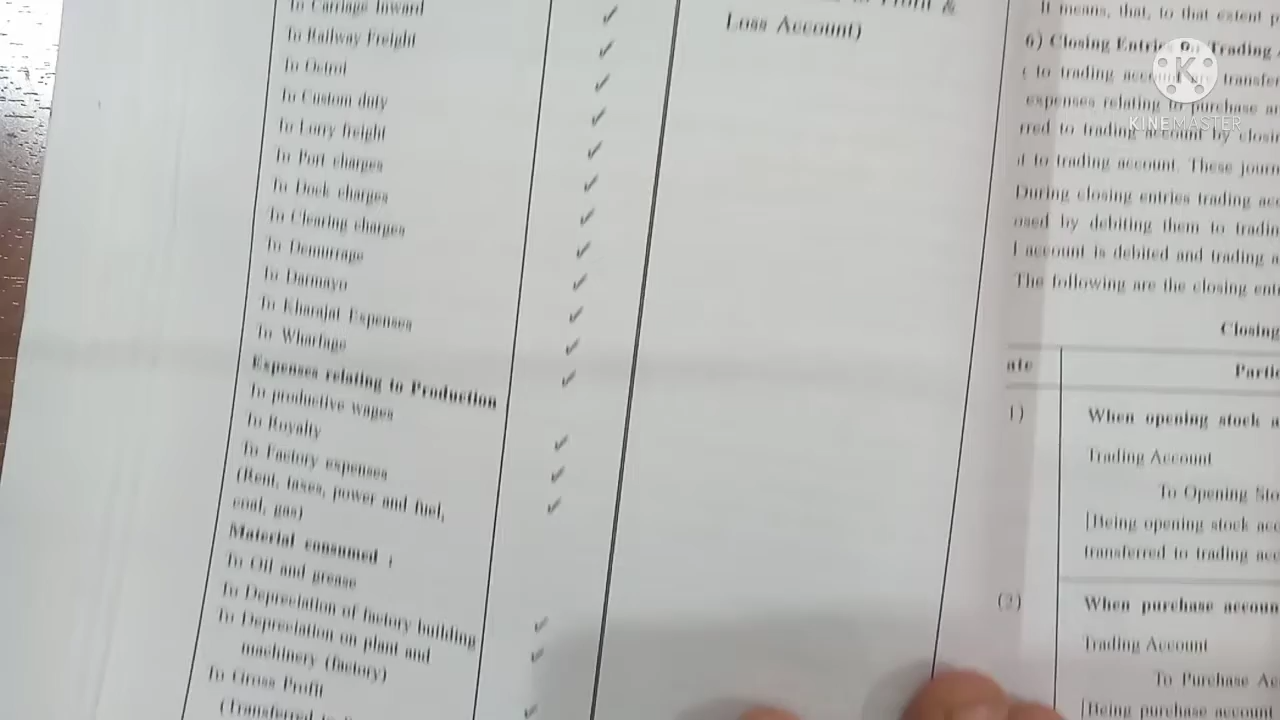 To Carriage Inward
To Railway Freight
To Octroi
To Custom duty
To Lorry freight
To Port charges
To Dock charges
To Clearing charges
To Demurrage
To Darmayo
To Kharajat Expenses
To Wharfage
Expenses relating to Production
To productive wages
To Royalty
To Factory expenses
(Rent, taxes, power and fuel,
coal, gas)
Material consumed :
To Oil and grease
To Depreciation of factory building
To Depreciation on plant and
machinery (factory)
To Gross Profit
(Transferred to
Profit &
Loss Account)
It means, that, to that extent p
6) Closing Entries Trading
to trading account are transfe
expenses relating to purchase a
rred to trading account by closi
to trading account. These journ
During closing entries trading acc
osed by debiting them to tradin
account is debited and trading a
The following are the closing ent
Closing
ate Partic
1) When opening stock a
Trading Account
To Opening Sto
[Being opening stock acc
transferred to trading acc
(2) When purchase accoun
Trading Account
To Purchase Ac
[Being purchase account
KINEMASTER